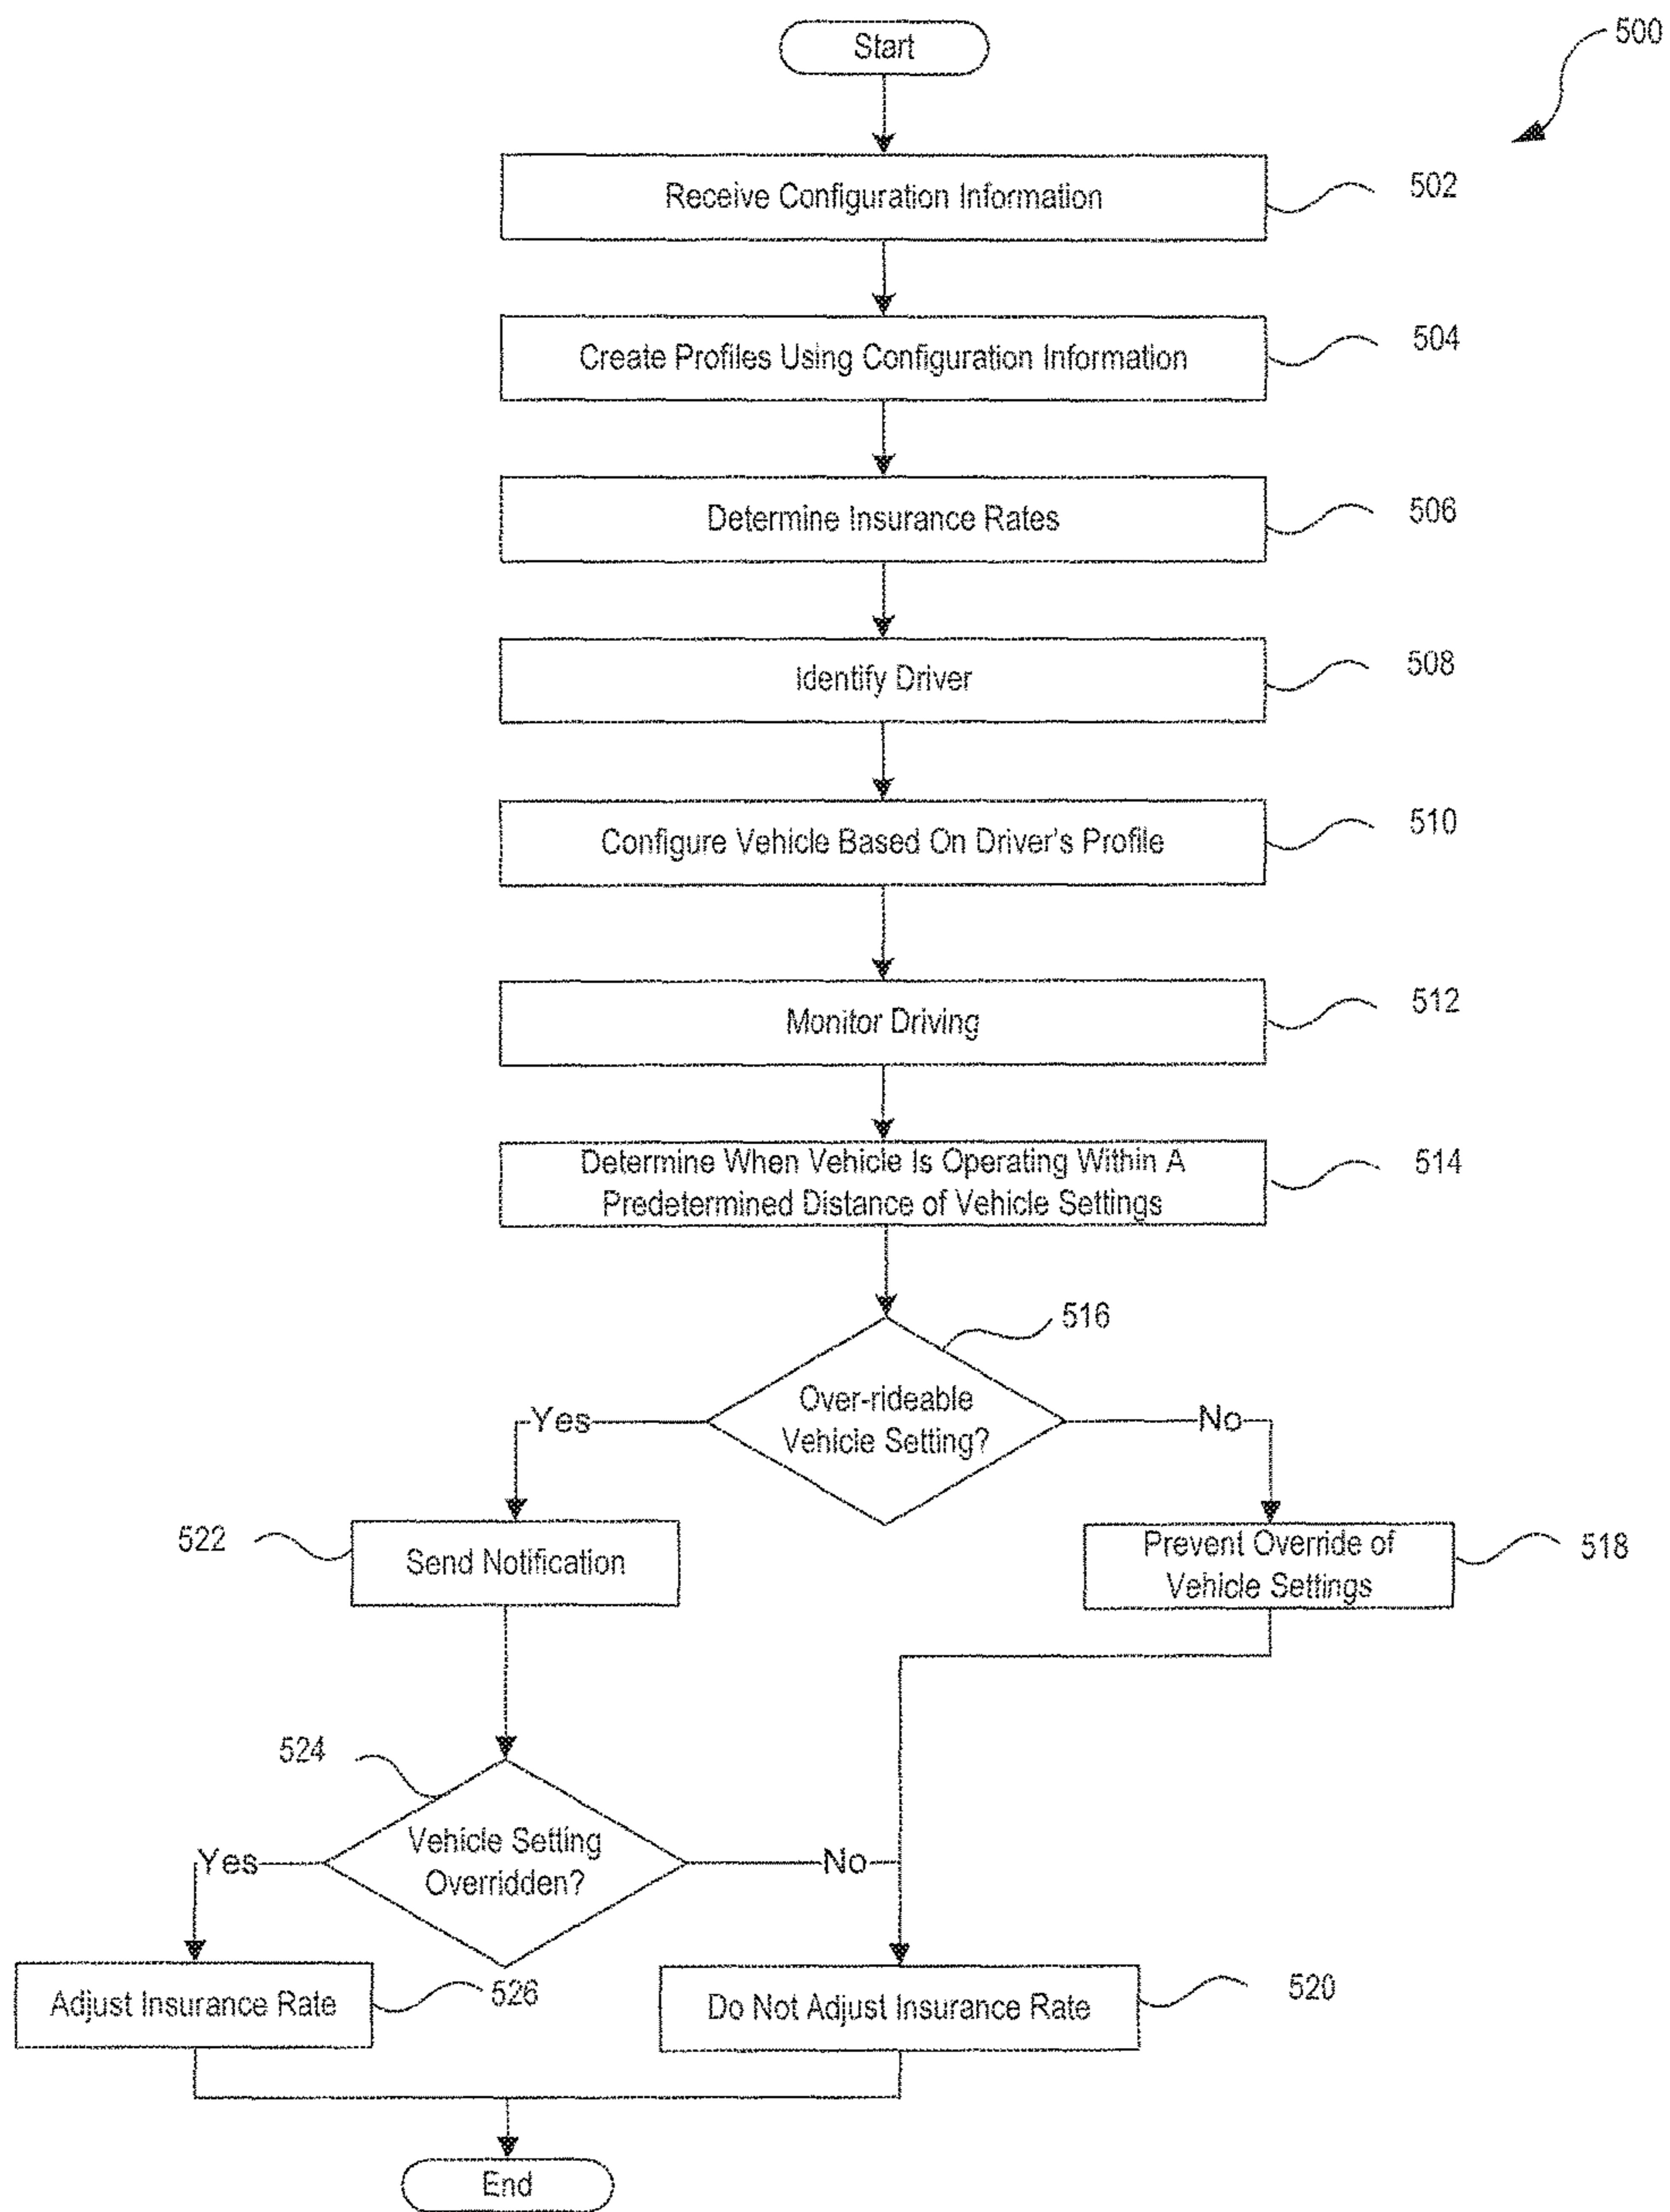 Start
500
Receive Configuration Information
502
Create Profiles Using Configuration Information
504
Determine Insurance Rates
506
Identify Driver
508
Configure Vehicle Based On Driver's Profile
510
Monitor Driving
512
Determine When Vehicle Is Operating Within A
Predetermined Distance of Vehicle Settings
514
516
Over-rideable
Vehicle Setting?
Yes
No
522
Send Notification
Prevent Override of
Vehicle Settings
518
524
Vehicle Setting
Overridden?
Yes
No
Adjust Insurance Rate
526
Do Not Adjust Insurance Rate
520
End